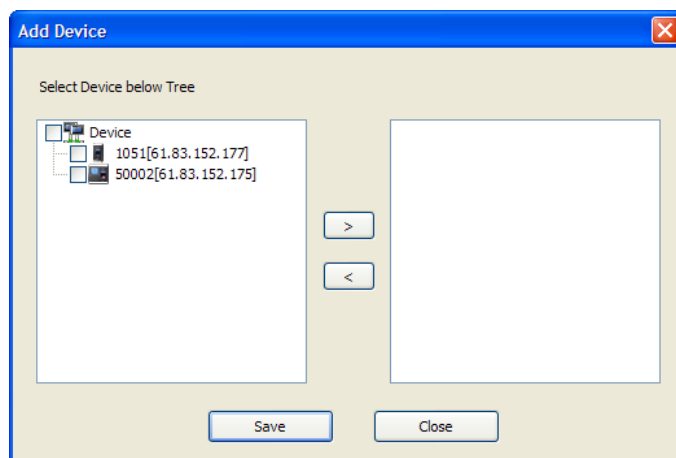 Add Device
Select Device below Tree
Device
1051[61.83.152.177]
50002[61.83.152.175]
>
<
Save
Close